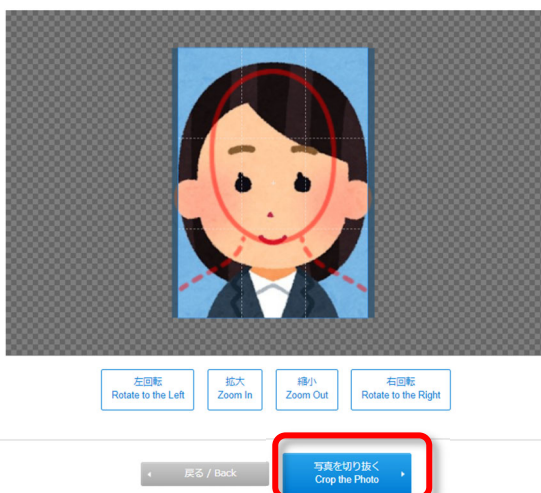 左回転
Rotate to the Left
拡大
Zoom In
縮小
Zoom Out
右回転
Rotate to the Right
戻る / Back
写真を切り抜く
Crop the Photo